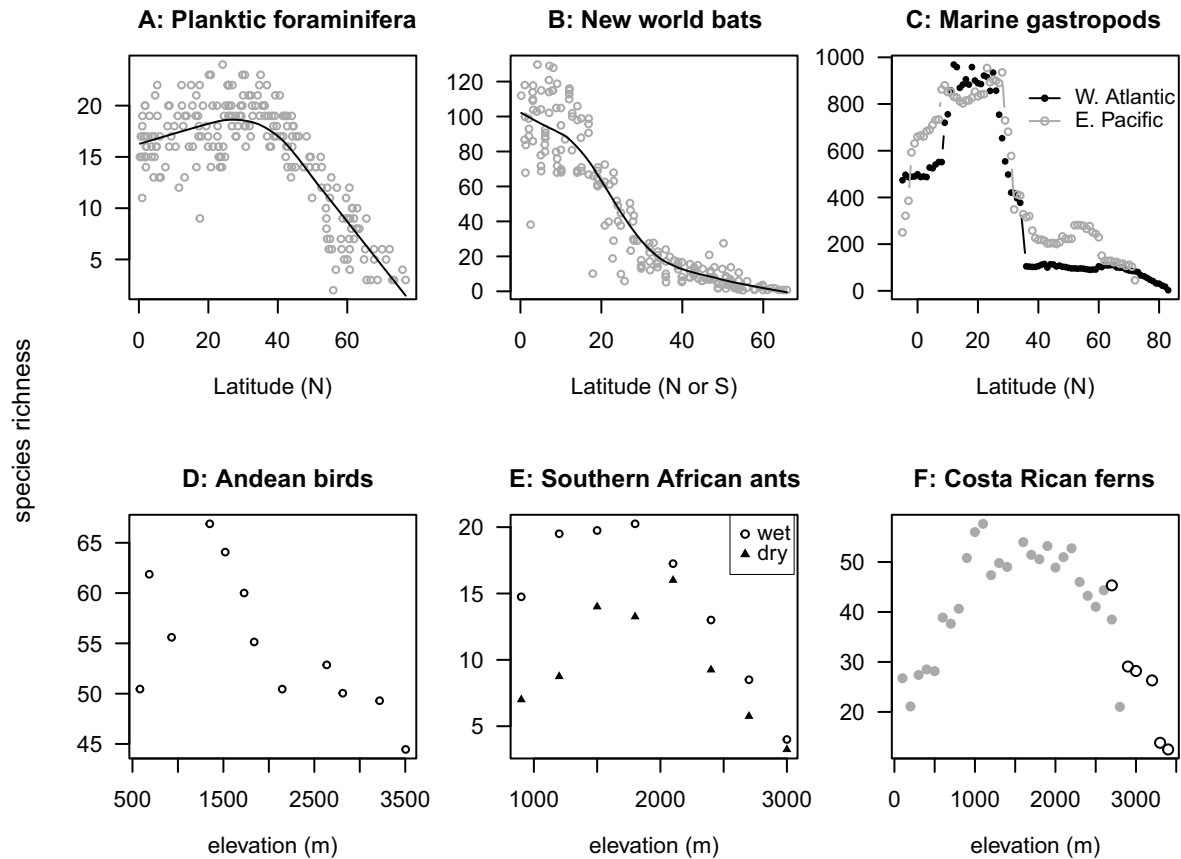 A: Planktic foraminifera
B: New world bats
C: Marine gastropods
species richness
20
15
10
5
0 20 40 60
Latitude (N)
120
100
80
60
40
20
0
0 20 40 60
Latitude (N or S)
1000
800
600
400
200
0
W. Atlantic
E. Pacific
0 20 40 60 80
Latitude (N)
D: Andean birds
E: Southern African ants
F: Costa Rican ferns
65
60
55
50
45
500 1500 2500 3500
elevation (m)
20
15
10
5
wet
dry
1000 2000 3000
elevation (m)
50
40
30
20
0 1000 2000 3000
elevation (m)